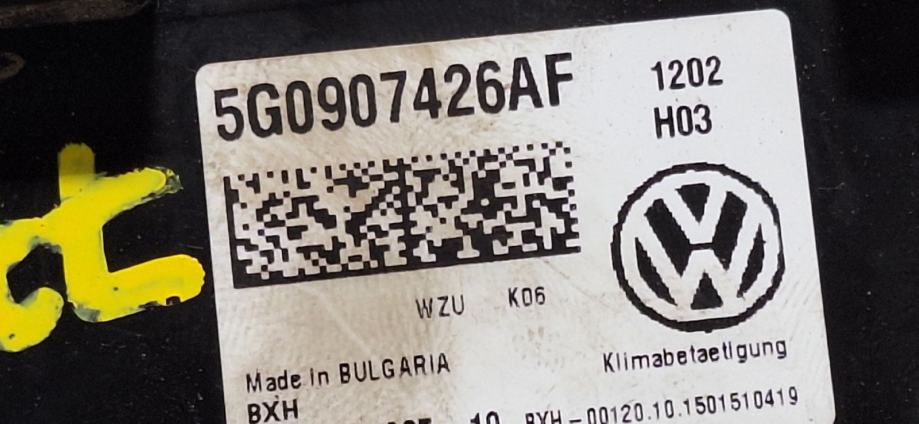 5G0907426AF
1202
H03
WZU K06
Klimabetaetigung
Made in BULGARIA
BXH
BXH-00120.10.1501510419